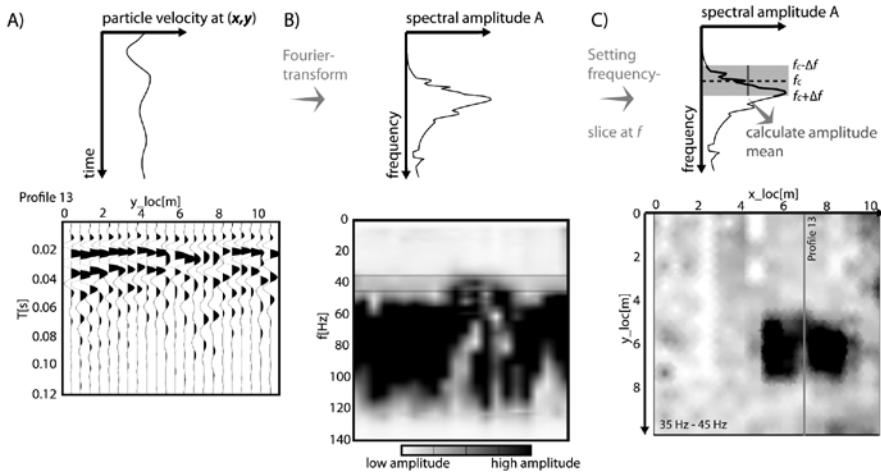 A)
particle velocity at (x,y)
time
Profile 13
y_loc[m]
0 2 4 6 8 10
T[s]
0.02
0.04
0.06
0.08
0.10
0.12
B)
Fourier-
transform
spectral amplitude A
frequency
f[Hz]
0
20
40
60
80
100
120
140
low amplitude
high amplitude
C)
Setting
frequency-
slice at f
spectral amplitude A
fc-Δf
fc
fc+Δf
frequency
calculate amplitude
mean
x_loc[m]
0 2 4 6 8 10
Profile 13
y_loc[m]
0
2
4
6
8
35 Hz - 45 Hz